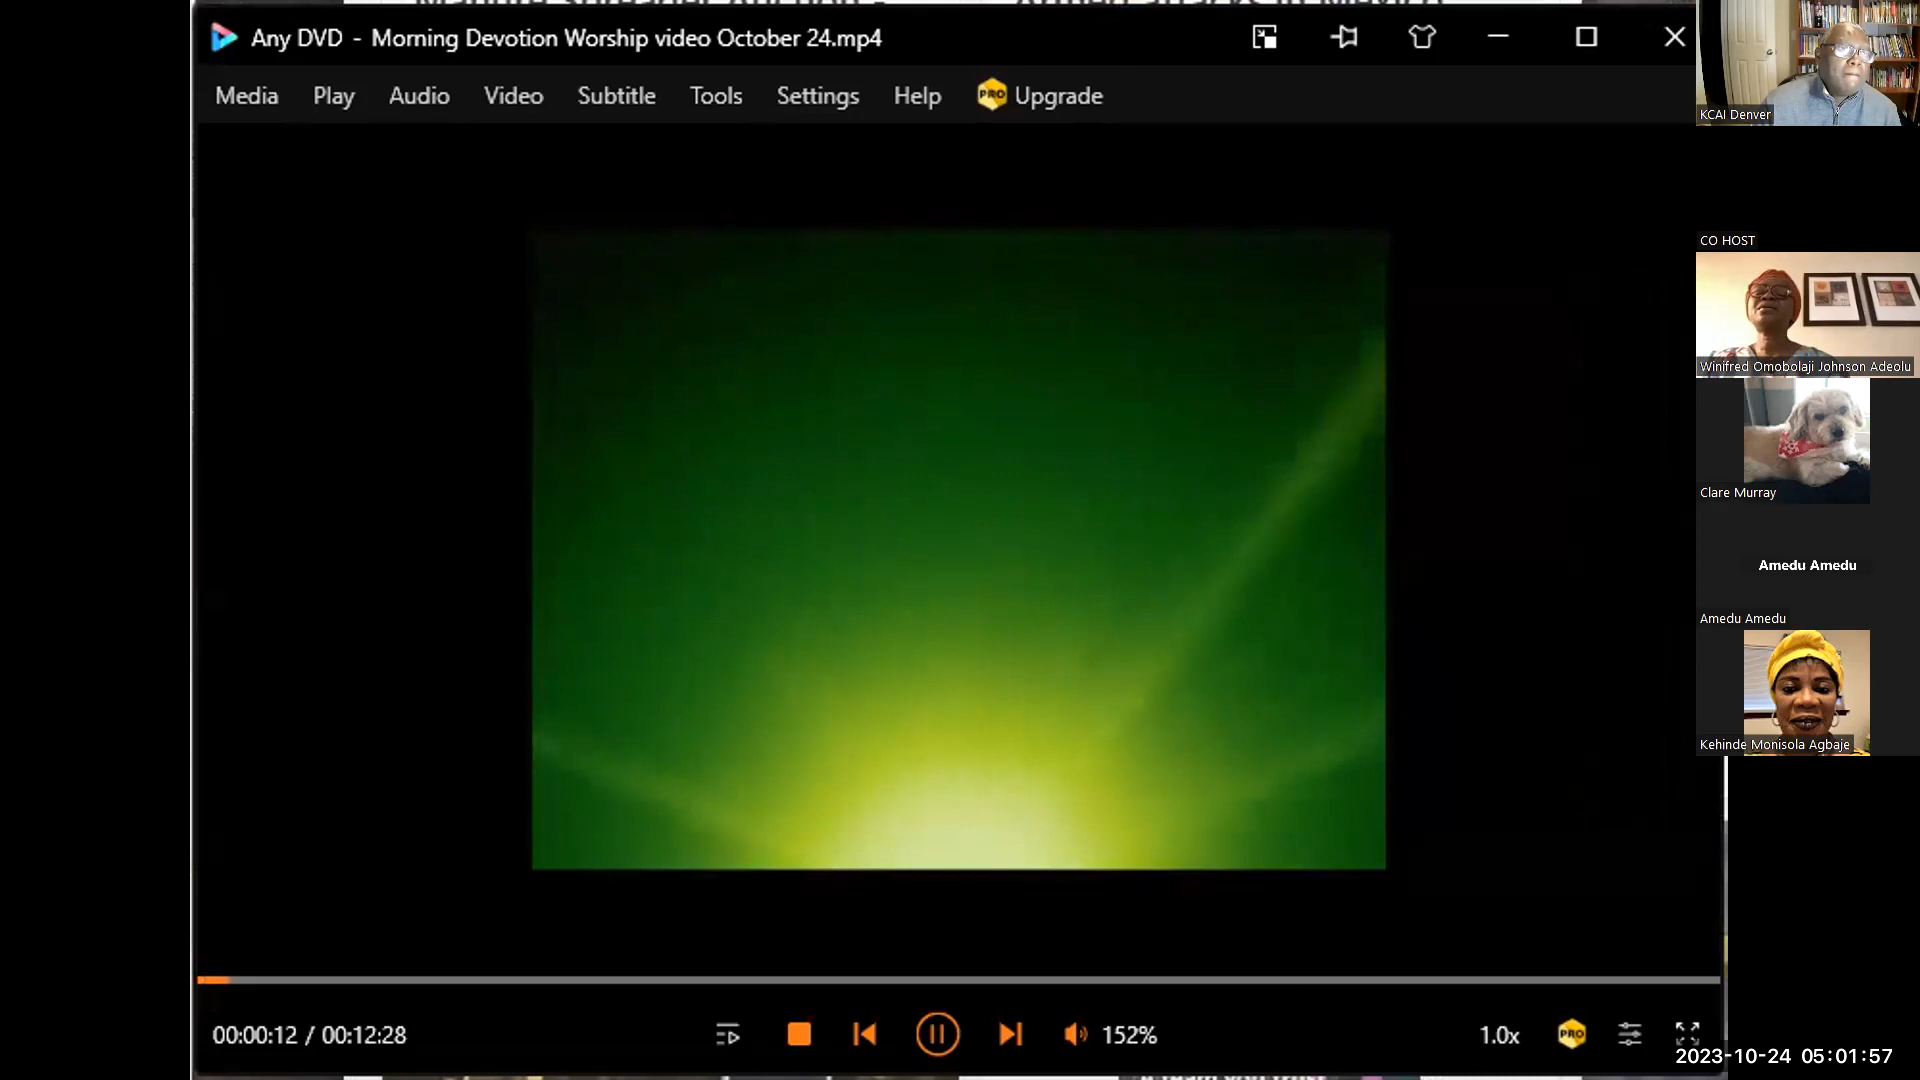 Any DVD - Morning Devotion Worship video October 24.mp4
Media Play Audio Video Subtitle Tools Settings Help PRO Upgrade
KCAI Denver
CO HOST
Winifred Omobolaji Johnson Adeolu
Clare Murray
Amedu Amedu
Amedu Amedu
Kehinde Monisola Agbaje
00:00:12 / 00:12:28
152%
1.0x
PRO
2023-10-24 05:01:57